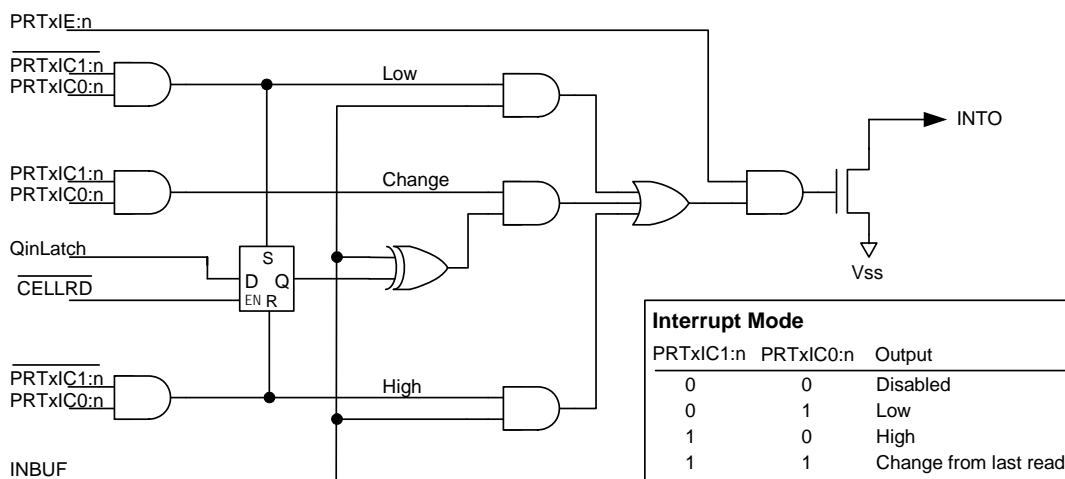 PRTxIE:n
PRTxIC1:n
PRTxIC0:n
Low
INTO
PRTxIC1:n
PRTxIC0:n
Change
QinLatch
S
D Q
EN R
CELLRD
Vss
PRTxIC1:n
PRTxIC0:n
High
INBUF
Interrupt Mode
PRTxIC1:n PRTxIC0:n Output
0 0 Disabled
0 1 Low
1 0 High
1 1 Change from last read